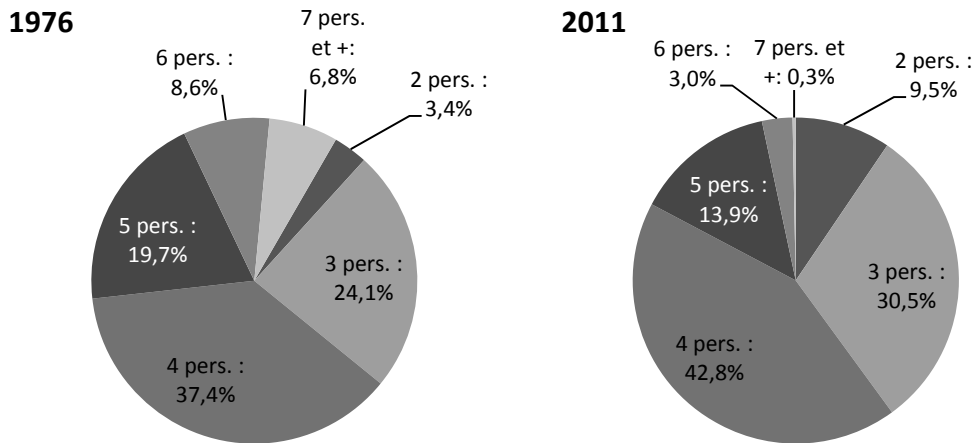 1976
7 pers.
et +:
6,8%
6 pers. :
8,6%
2 pers. :
3,4%
5 pers. :
19,7%
3 pers. :
24,1%
4 pers. :
37,4%
2011
6 pers. :
3,0%
7 pers. et
+: 0,3%
2 pers. :
9,5%
5 pers. :
13,9%
3 pers. :
30,5%
4 pers. :
42,8%